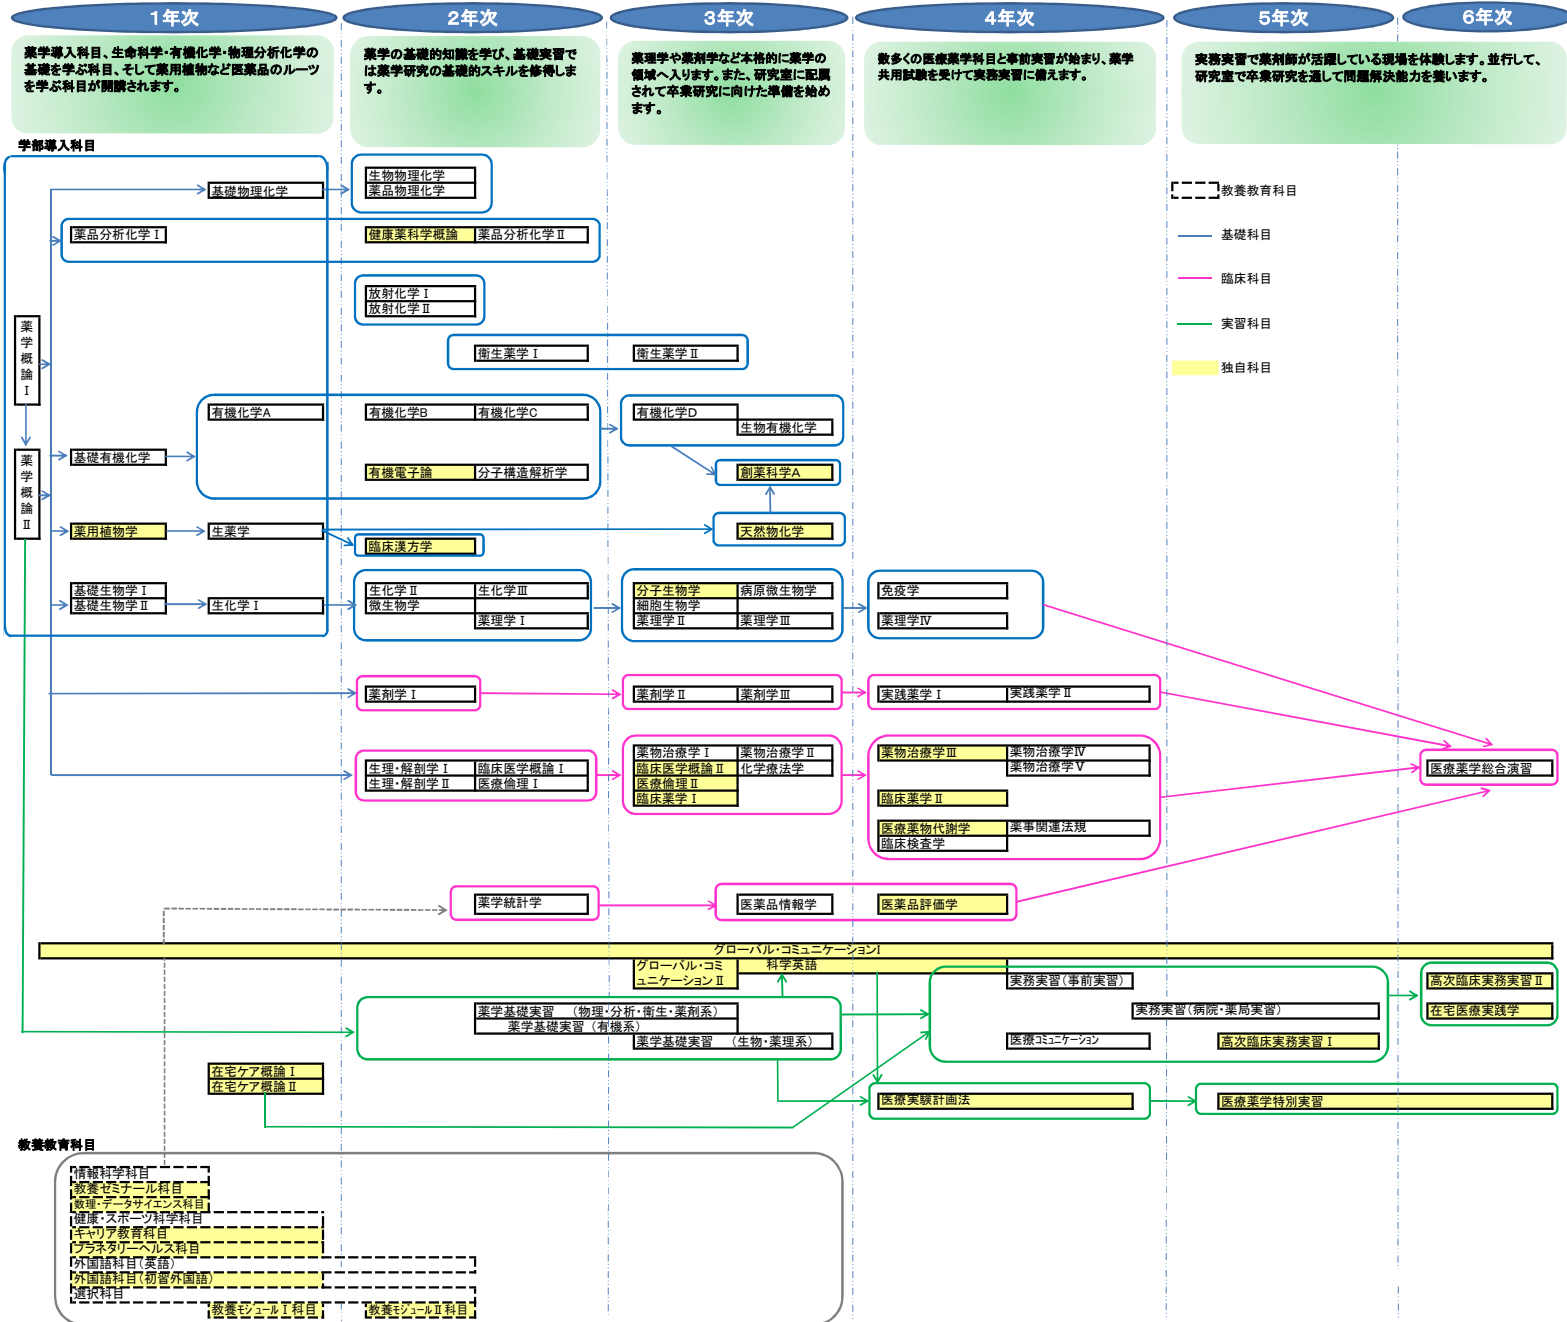 1年次
2年次
3年次
4年次
5年次
6年次
薬学導入科目、生命科学・有機化学・物理分析化学の
基礎を学ぶ科目、そして薬用植物など医薬品のルーツ
を学ぶ科目が開講されます。
薬学の基礎的知識を学び、基礎実習で
は薬学研究の基礎的スキルを修得しま
す。
薬理学や薬剤学など本格的に薬学の
領域へ入ります。また、研究室に配属
されて卒業研究に向けた準備を始め
ます。
数多くの医療薬学科目と事前実習が始まり、薬学
共用試験を受けて実務実習に備えます。
実務実習で薬剤師が活躍している現場を体験します。並行して、
研究室で卒業研究を通して問題解決能力を養います。
学部導入科目
基礎物理化学
生物物理化学
薬品物理化学
教養教育科目
薬品分析化学Ⅰ
健康薬科学概論
薬品分析化学Ⅱ
基礎科目
臨床科目
放射化学Ⅰ
放射化学Ⅱ
実習科目
薬学概論Ⅰ
衛生薬学Ⅰ
衛生薬学Ⅱ
独自科目
有機化学A
有機化学B
有機化学C
有機化学D
生物有機化学
薬学概論Ⅱ
基礎有機化学
有機電子論
分子構造解析学
創薬科学A
薬用植物学
生薬学
天然物化学
臨床漢方学
基礎生物学Ⅰ
基礎生物学Ⅱ
生化学Ⅰ
生化学Ⅱ
生化学Ⅲ
微生物学
薬理学Ⅰ
分子生物学
病原微生物学
細胞生物学
薬理学Ⅱ
薬理学Ⅲ
免疫学
薬理学Ⅳ
薬剤学Ⅰ
薬剤学Ⅱ
薬剤学Ⅲ
実践薬学Ⅰ
実践薬学Ⅱ
生理・解剖学Ⅰ
臨床医学概論Ⅰ
生理・解剖学Ⅱ
医療倫理Ⅰ
薬物治療学Ⅰ
薬物治療学Ⅱ
臨床医学概論Ⅱ
化学療法学
医療倫理Ⅱ
臨床薬学Ⅰ
薬物治療学Ⅲ
薬物治療学Ⅳ
薬物治療学Ⅴ
臨床薬学Ⅱ
医療薬物代謝学
薬事関連法規
臨床検査学
医療薬学総合演習
薬学統計学
医薬品情報学
医薬品評価学
グローバル・コミュニケーションⅠ
グローバル・コミ
ュニケーションⅡ
科学英語
実務実習(事前実習)
高次臨床実務実習Ⅱ
薬学基礎実習 (物理・分析・衛生・薬剤系)
薬学基礎実習(有機系)
薬学基礎実習 (生物・薬理系)
実務実習(病院・薬局実習)
在宅医療実践学
医療コミュニケーション
高次臨床実務実習Ⅰ
在宅ケア概論Ⅰ
在宅ケア概論Ⅱ
医療実験計画法
医療薬学特別実習
教養教育科目
情報科学科目
教養セミナール科目
数理・データサイエンス科目
健康・スポーツ科学科目
キャリア教育科目
プラネタリーヘルス科目
外国語科目(英語)
外国語科目(初習外国語)
選択科目
教養モジュールⅠ科目
教養モジュールⅡ科目